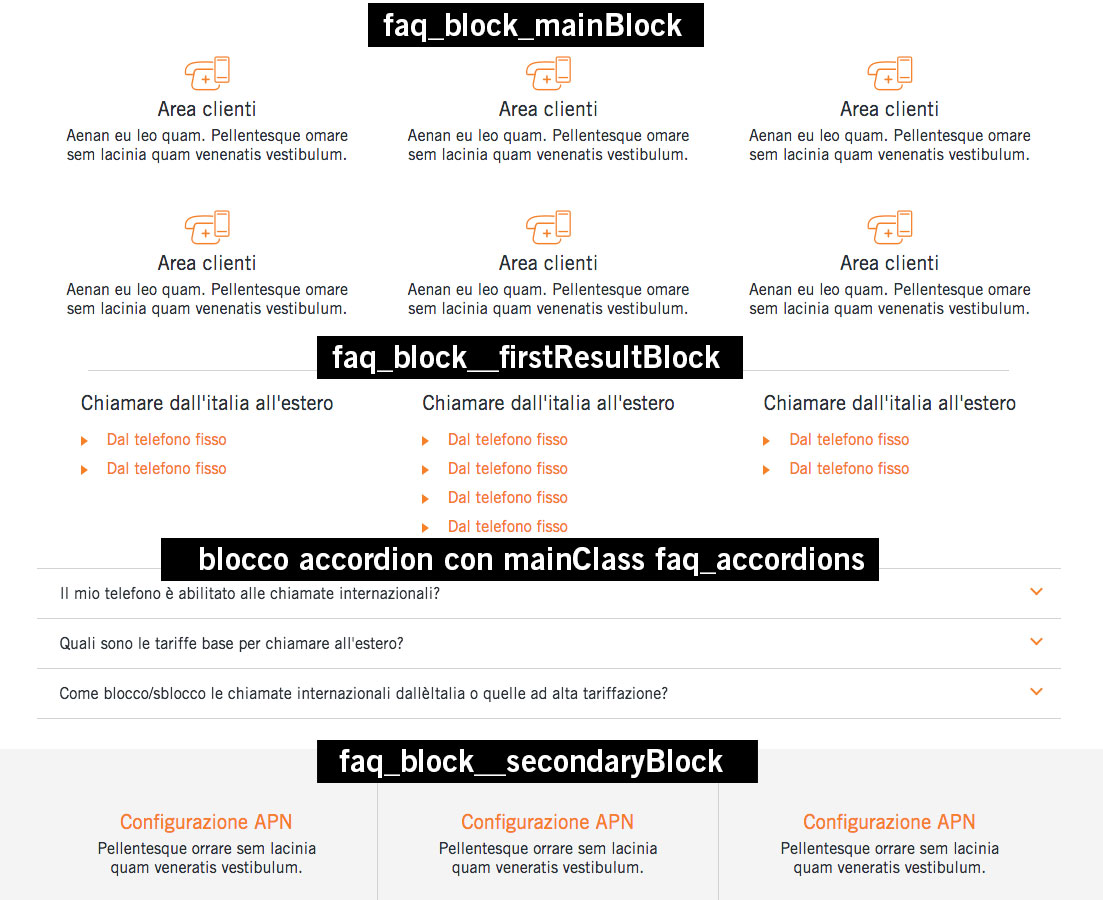 faq_block_mainBlock
Area clienti
Aenan eu leo quam. Pellentesque omare
sem lacinia quam venenatis vestibulum.
Area clienti
Aenan eu leo quam. Pellentesque omare
sem lacinia quam venenatis vestibulum.
Area clienti
Aenan eu leo quam. Pellentesque omare
sem lacinia quam venenatis vestibulum.
Area clienti
Aenan eu leo quam. Pellentesque omare
sem lacinia quam venenatis vestibulum.
Area clienti
Aenan eu leo quam. Pellentesque omare
sem lacinia quam venenatis vestibulum.
Area clienti
Aenan eu leo quam. Pellentesque omare
sem lacinia quam venenatis vestibulum.
faq_block__firstResultBlock
Chiamare dall'italia all'estero
Dal telefono fisso
Dal telefono fisso
Chiamare dall'italia all'estero
Dal telefono fisso
Dal telefono fisso
Dal telefono fisso
Dal telefono fisso
Chiamare dall'italia all'estero
Dal telefono fisso
Dal telefono fisso
blocco accordion con mainClass faq_accordions
Il mio telefono è abilitato alle chiamate internazionali?
Quali sono le tariffe base per chiamare all'estero?
Come blocco/sblocco le chiamate internazionali dallèItalia o quelle ad alta tariffazione?
faq_block__secondaryBlock
Configurazione APN
Pellentesque orrare sem lacinia
quam veneratis vestibulum.
Configurazione APN
Pellentesque orrare sem lacinia
quam veneratis vestibulum.
Configurazione APN
Pellentesque orrare sem lacinia
quam veneratis vestibulum.